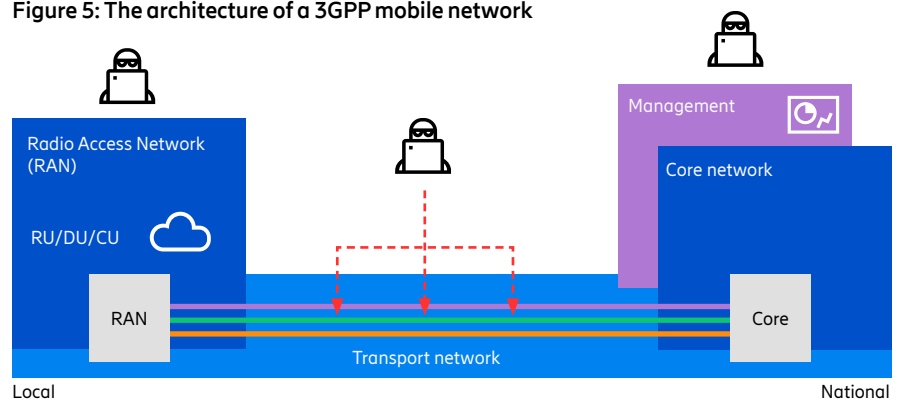 Figure 5: The architecture of a 3GPP mobile network
Management
Radio Access Network
(RAN)
Core network
RU/DU/CU
RAN
Core
Transport network
Local
National